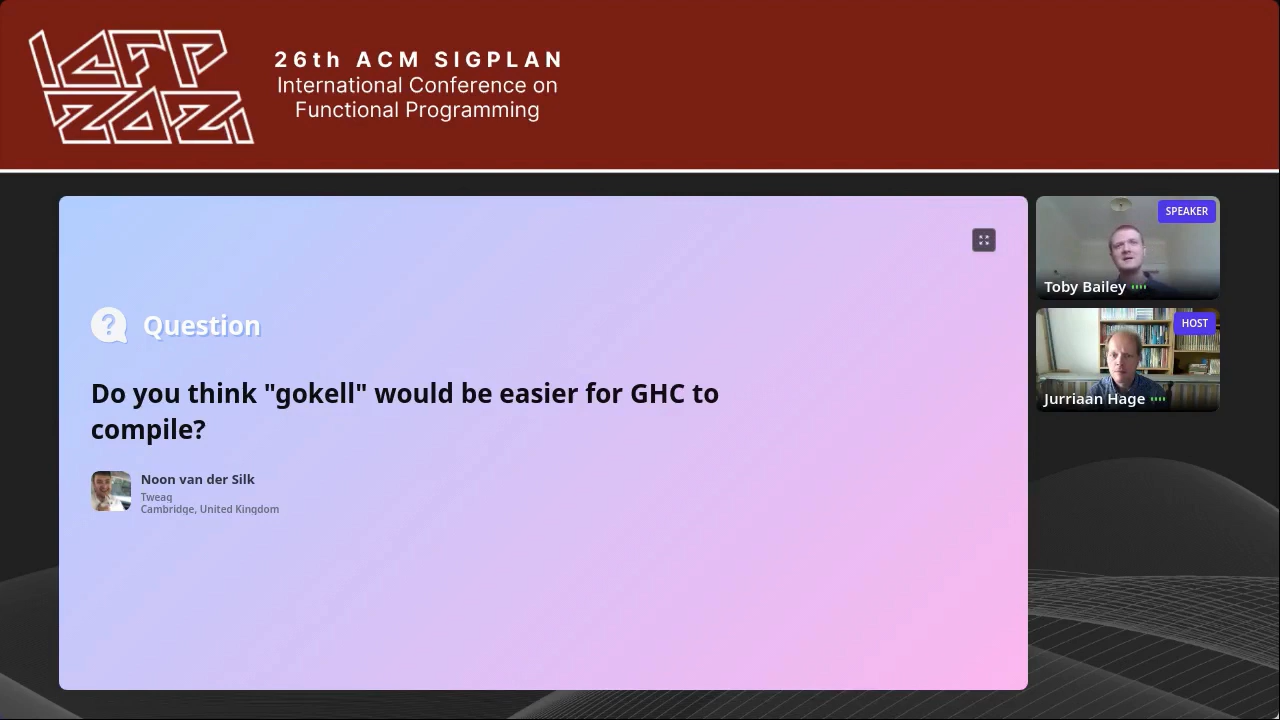 ICFP
2021
26th ACM SIGPLAN
International Conference on
Functional Programming
SPEAKER
Toby Bailey
HOST
Jurriaan Hage
? Question
Do you think "gokell" would be easier for GHC to
compile?
Noon van der Silk
Tweag
Cambridge, United Kingdom